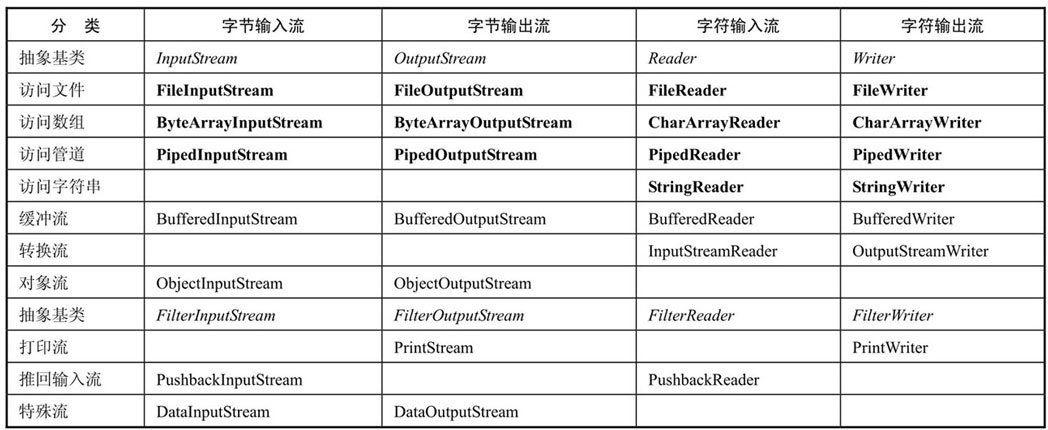 分 类 字节输入流 字节输出流 字符输入流 字符输出流
抽象基类 InputStream OutputStream Reader Writer
访问文件 FileInputStream FileOutputStream FileReader FileWriter
访问数组 ByteArrayInputStream ByteArrayOutputStream CharArrayReader CharArrayWriter
访问管道 PipedInputStream PipedOutputStream PipedReader PipedWriter
访问字符串 StringReader StringWriter
缓冲流 BufferedInputStream BufferedOutputStream BufferedReader BufferedWriter
转换流 InputStreamReader OutputStreamWriter
对象流 ObjectInputStream ObjectOutputStream
抽象基类 FilterInputStream FilterOutputStream FilterReader FilterWriter
打印流 PrintStream PrintWriter
推回输入流 PushbackInputStream PushbackReader
特殊流 DataInputStream DataOutputStream